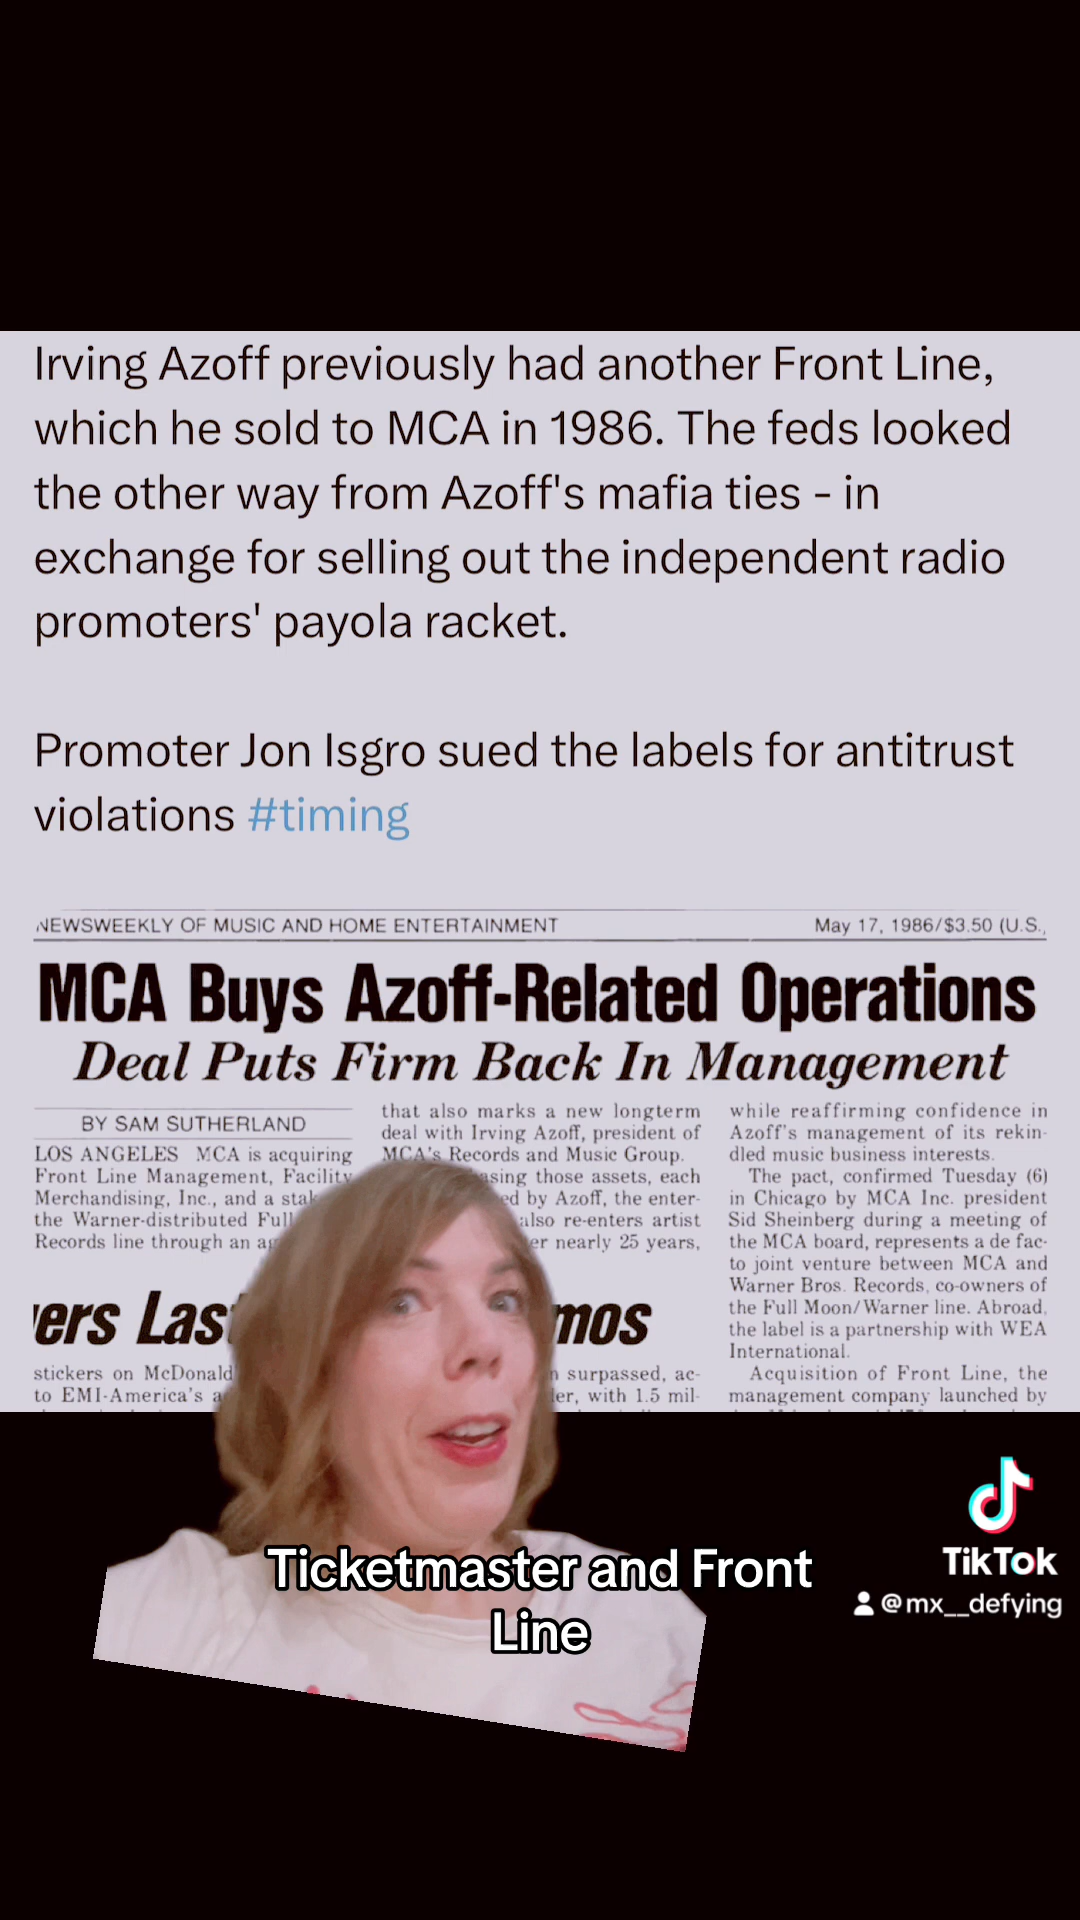 Irving Azoff previously had another Front Line,
which he sold to MCA in 1986. The feds looked
the other way from Azoff's mafia ties - in
exchange for selling out the independent radio
promoters' payola racket.
Promoter Jon Isgro sued the labels for antitrust
violations #timing
NEWSWEEKLY OF MUSIC AND HOME ENTERTAINMENT
May 17, 1986/$3.50 (U.S.,
MCA Buys Azoff-Related Operations
Deal Puts Firm Back In Management
BY SAM SUTHERLAND
LOS ANGELES MCA is acquiring
Front Line Management, Facility
Merchandising, Inc., and a
the Warner-distributed
Records line through an
that also marks a new longterm
deal with Irving Azoff, president of
MCA's Records and Music Group.
those assets, each
by Azoff, the enter-
also re-enters artist
nearly 25 years,
while reaffirming confidence in
Azoff's management of its rekin-
dled music business interests.
The pact, confirmed Tuesday (6)
in Chicago by MCA Inc. president
Sid Sheinberg during a meeting of
the MCA board, represents a de fac-
to joint venture between MCA and
Warner Bros. Records, co-owners of
the Full Moon/Warner line. Abroad,
the label is a partnership with WEA
International.
Acquisition of Front Line, the
management company launched by
stickers on McDonald
to EMI-America's
surpassed, ac-
with 1.5 mil-
Ticketmaster and Front
Line
TikTok
@mx__defying